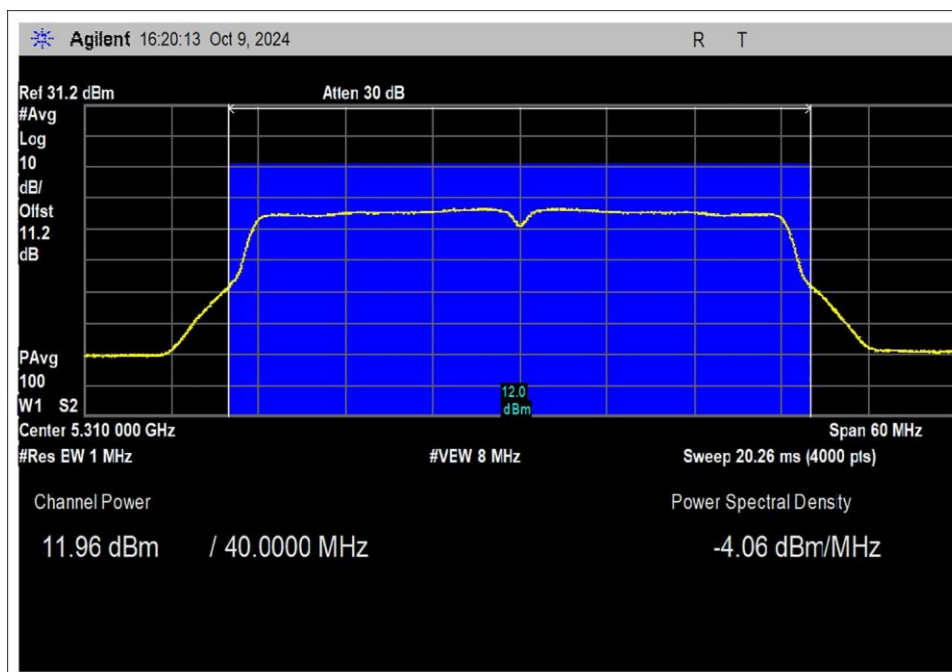 Agilent 16:20:13 Oct 9, 2024 R T
Ref 31.2 dBm Atten 30 dB
#Avg
Log
10
dB/
Offst
11.2
dB
PAvg
100
W1 S2
12.0
dBm
Center 5.310 000 GHz Span 60 MHz
#Res BW 1 MHz #VBW 8 MHz Sweep 20.26 ms (4000 pts)
Channel Power Power Spectral Density
11.96 dBm / 40.0000 MHz -4.06 dBm/MHz